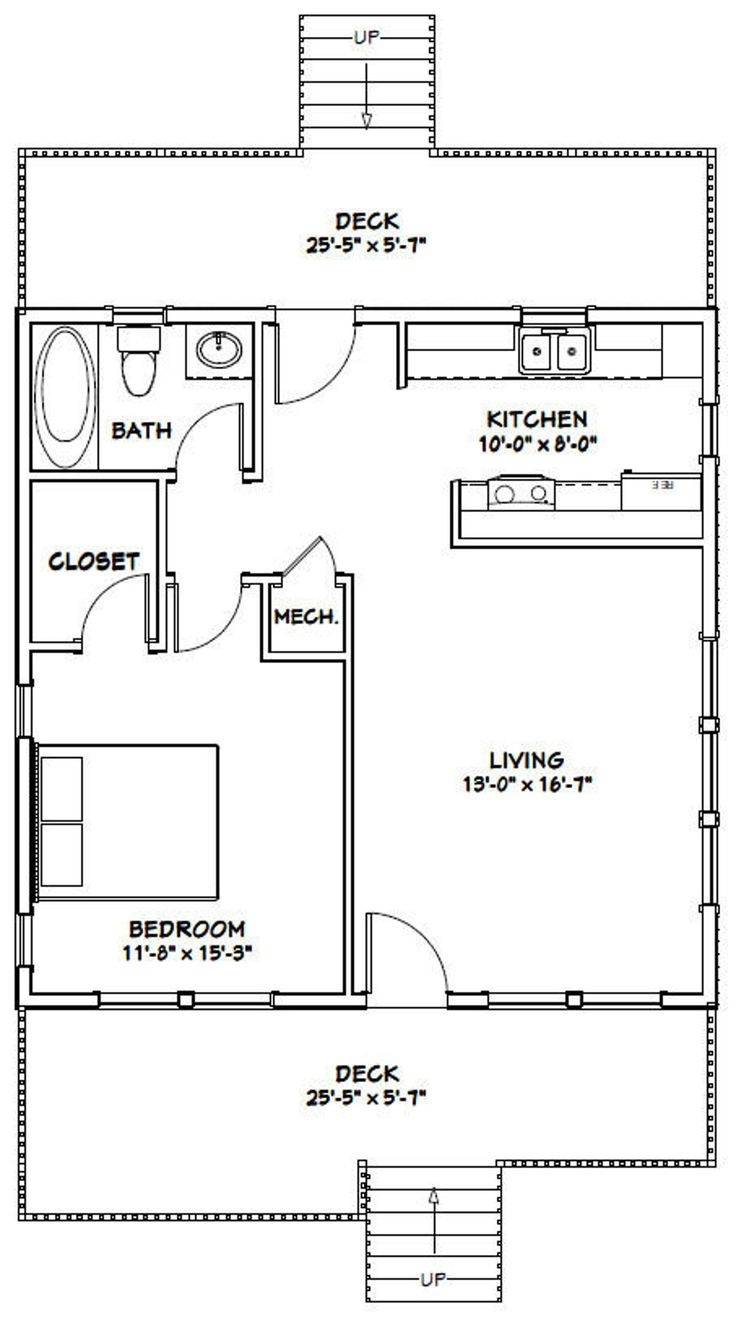 UP
DECK
25'-5" x 5'-7"
BATH
KITCHEN
10'-0" x 8'-0"
REF
CLOSET
MECH.
LIVING
13'-0" x 16'-7"
BEDROOM
11'-8" x 15'-3"
DECK
25'-5" x 5'-7"
UP